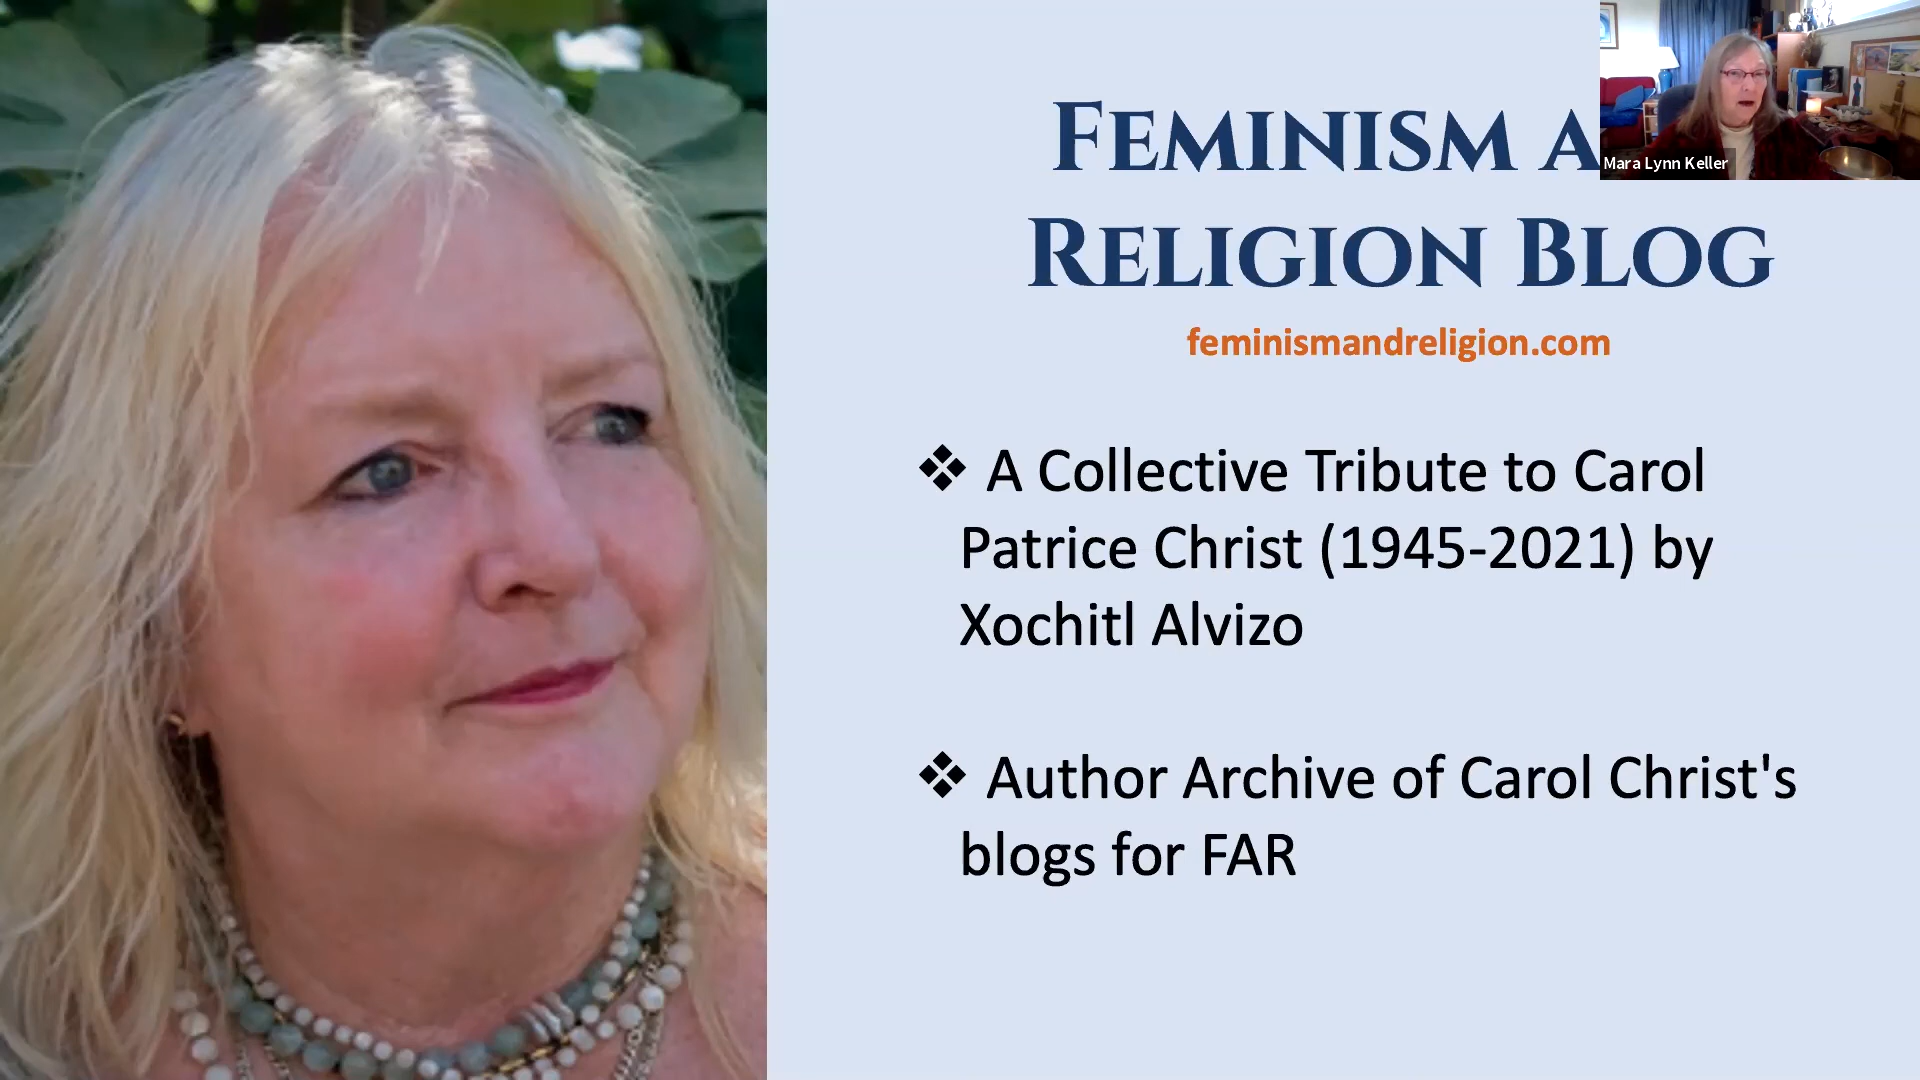 FEMINISM A
RELIGION BLOG
feminismandreligion.com
❖ A Collective Tribute to Carol
Patrice Christ (1945-2021) by
Xochitl Alvizo
❖ Author Archive of Carol Christ's
blogs for FAR
Mara Lynn Keller